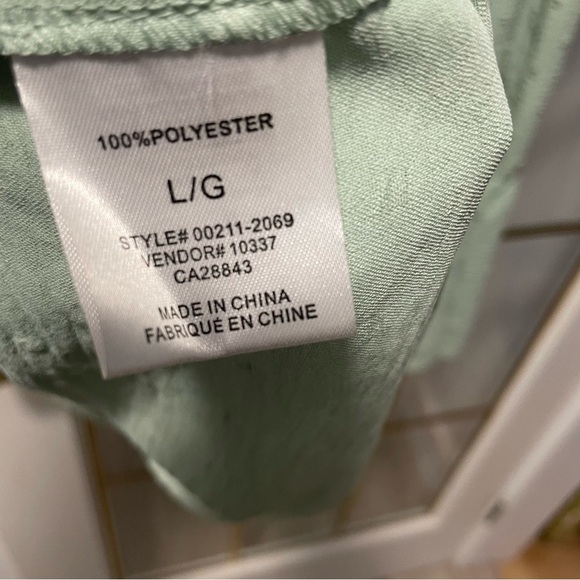 100%POLYESTER
L/G
STYLE# 00211-2069
VENDOR# 10337
CA28843
MADE IN CHINA
FABRIQUÉ EN CHINE